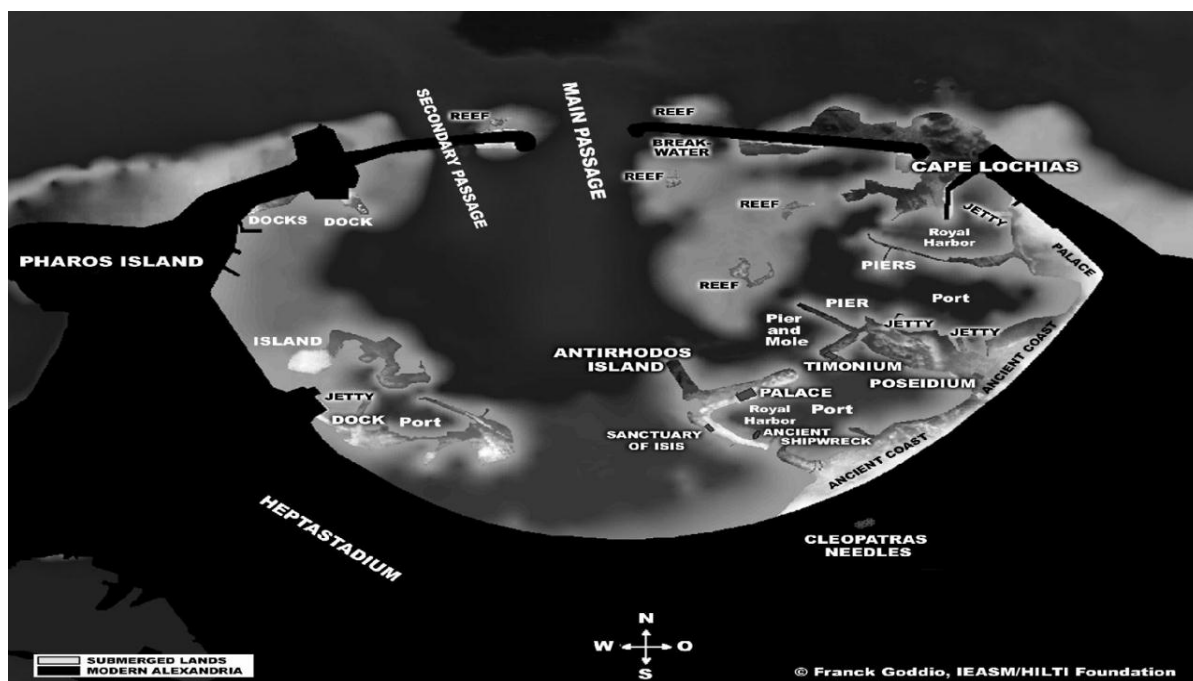 REEF
SECONDARY PASSAGE
MAIN PASSAGE
REEF
BREAK-
WATER
REEF
CAPE LOCHIAS
DOCKS
DOCK
REEF
JETTY
Royal
Harbor
PHAROS ISLAND
PIERS
PALACE
REEF
PIER
Port
Pier
and
Mole
JETTY
JETTY
ISLAND
ANTIRHODOS
ISLAND
TIMONIUM
POSEIDIUM
ANCIENT COAST
JETTY
DOCK
Port
PALACE
Royal
Harbor
Port
SANCTUARY
OF ISIS
ANCIENT
SHIPWRECK
ANCIENT COAST
HEPTASTADIUM
CLEOPATRAS
NEEDLES
N
W
O
S
SUBMERGED LANDS
MODERN ALEXANDRIA
© Franck Goddio, IEASM/HILTI Foundation